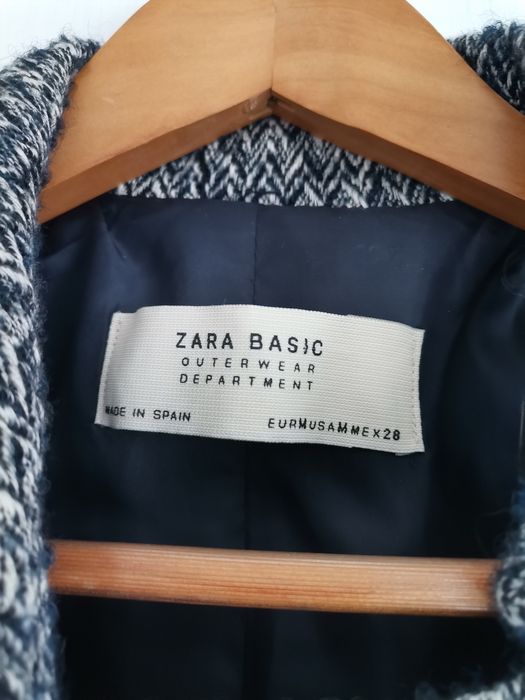 ZARA BASIC
OUTERWEAR
DEPARTMENT
MADE IN SPAIN
EUR M USA M MEX 28